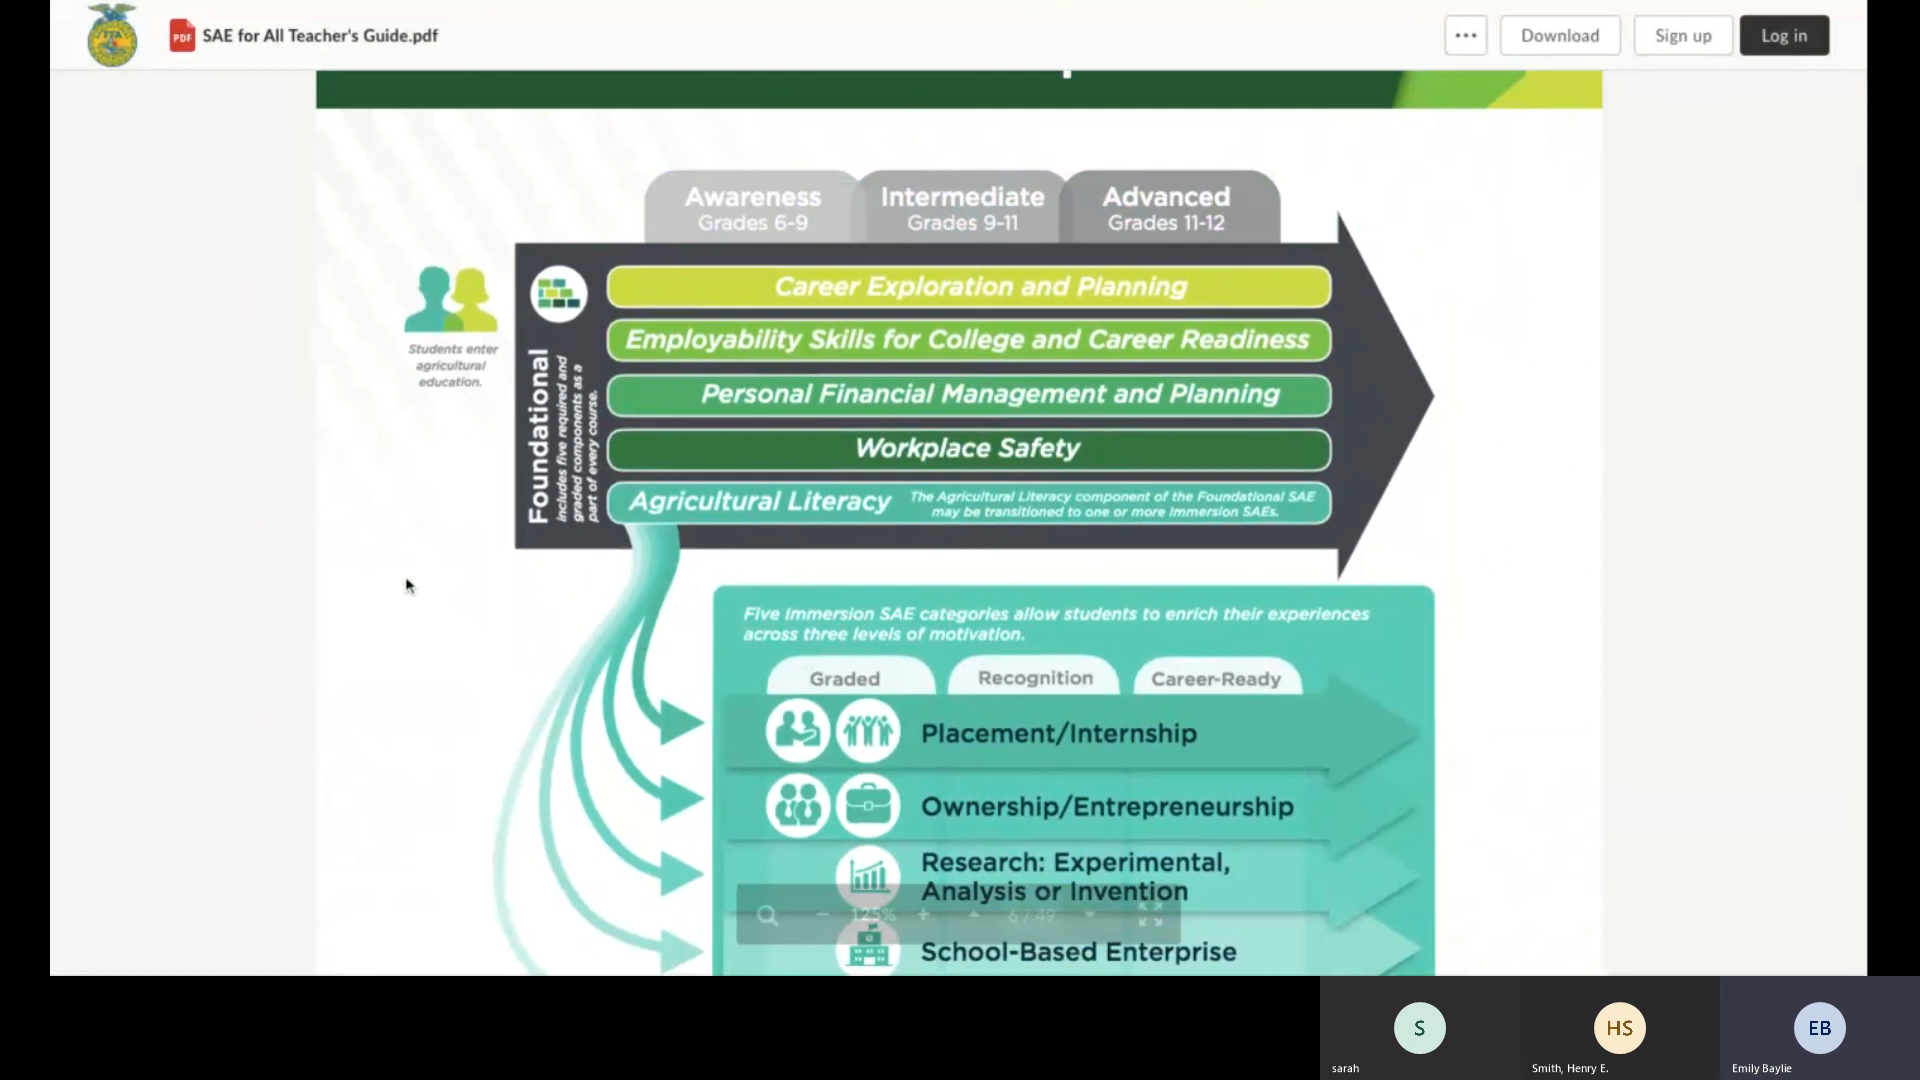 FFA
PDF
SAE for All Teacher's Guide.pdf
Download
Sign up
Log in
Awareness
Grades 6-9
Intermediate
Grades 9-11
Advanced
Grades 11-12
Students enter
agricultural
education.
Foundational
includes five required and
graded components as a
part of every course.
Career Exploration and Planning
Employability Skills for College and Career Readiness
Personal Financial Management and Planning
Workplace Safety
Agricultural Literacy
The Agricultural Literacy component of the Foundational SAE
may be transitioned to one or more Immersion SAEs.
Five Immersion SAE categories allow students to enrich their experiences
across three levels of motivation.
Graded
Recognition
Career-Ready
Placement/Internship
Ownership/Entrepreneurship
Research: Experimental,
Analysis or Invention
125%
6 / 49
School-Based Enterprise
S
HS
EB
sarah
Smith, Henry E.
Emily Baylie